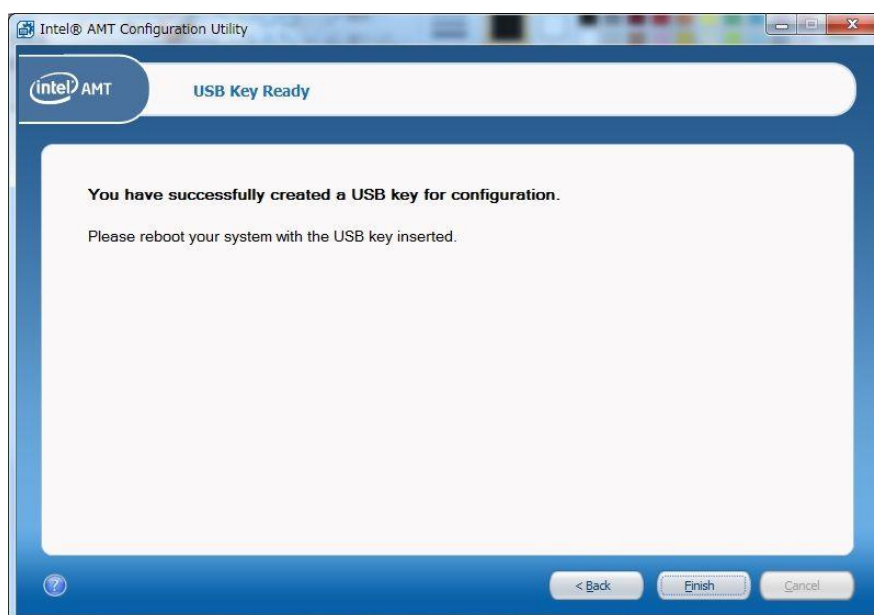 Intel® AMT Configuration Utility
intel AMT
USB Key Ready
You have successfully created a USB key for configuration.
Please reboot your system with the USB key inserted.
?
< Back
Finish
Cancel